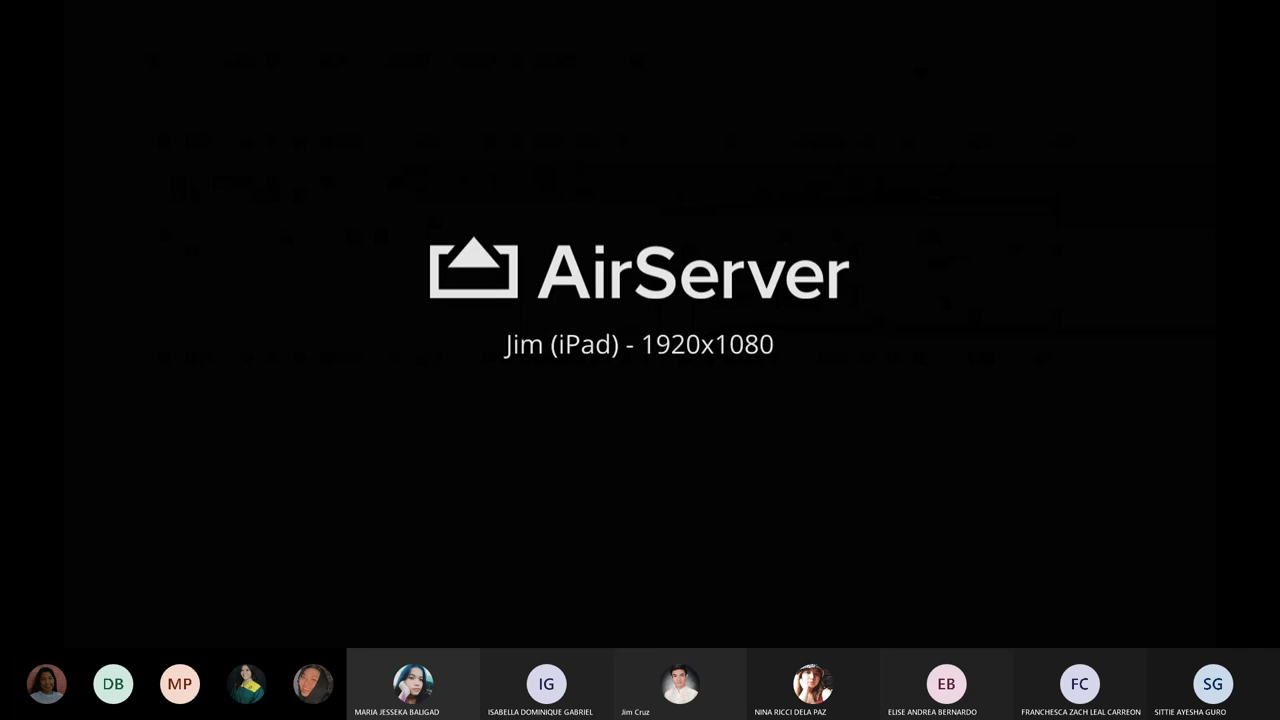 AirServer
Jim (iPad) - 1920x1080
DB
MP
IG
EB
FC
SG
MARIA JESSEKA BALIGAD
ISABELLA DOMINIQUE GABRIEL
Jim Cruz
NINA RICCI DELA PAZ
ELISE ANDREA BERNARDO
FRANCHESCA ZACH LEAL CARREON
SITTIE AYESHA GURO